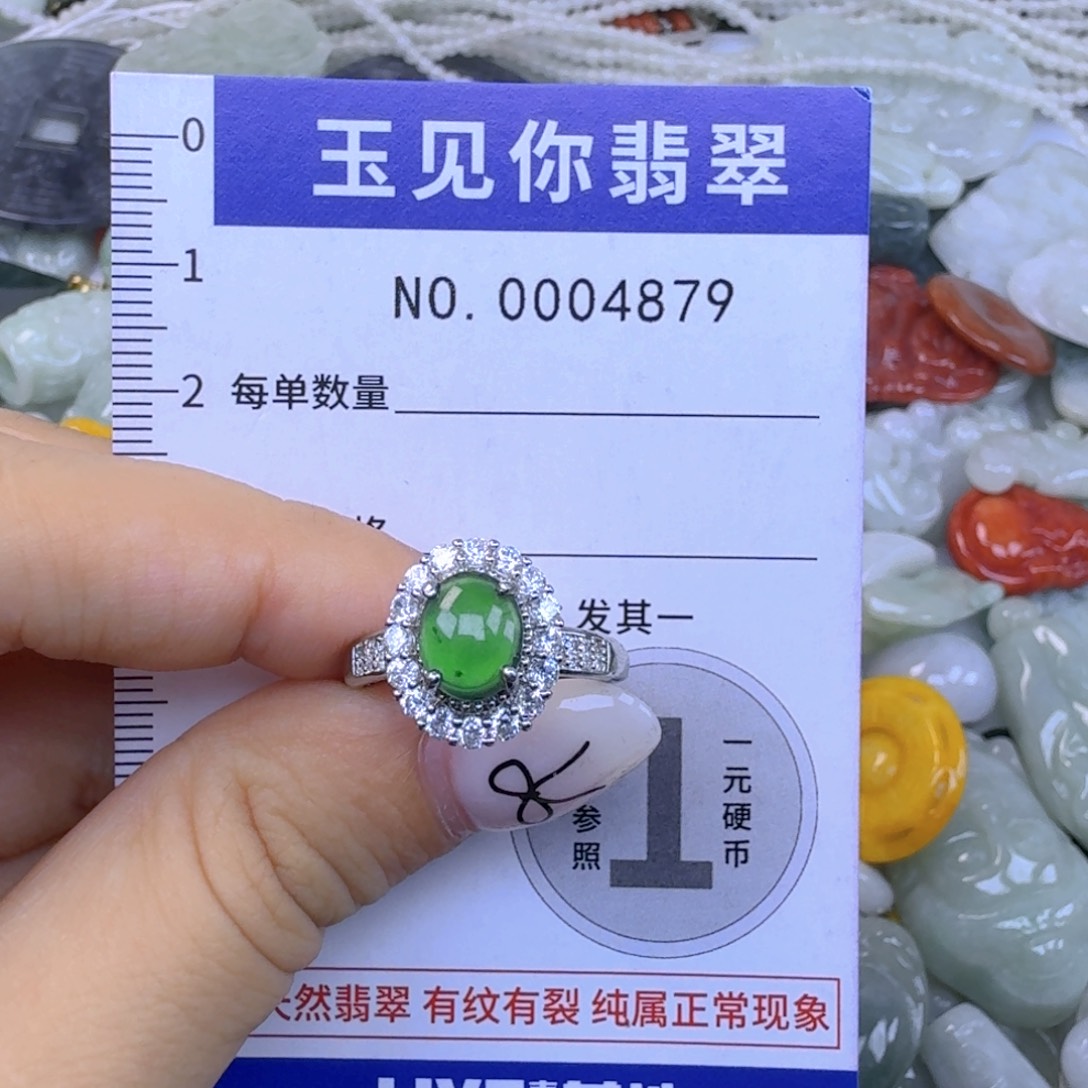 玉见你翡翠
0
NO. 0004879
1
2 每单数量
发其一
1
一元硬币
参照
然翡翠 有纹有裂 纯属正常现象